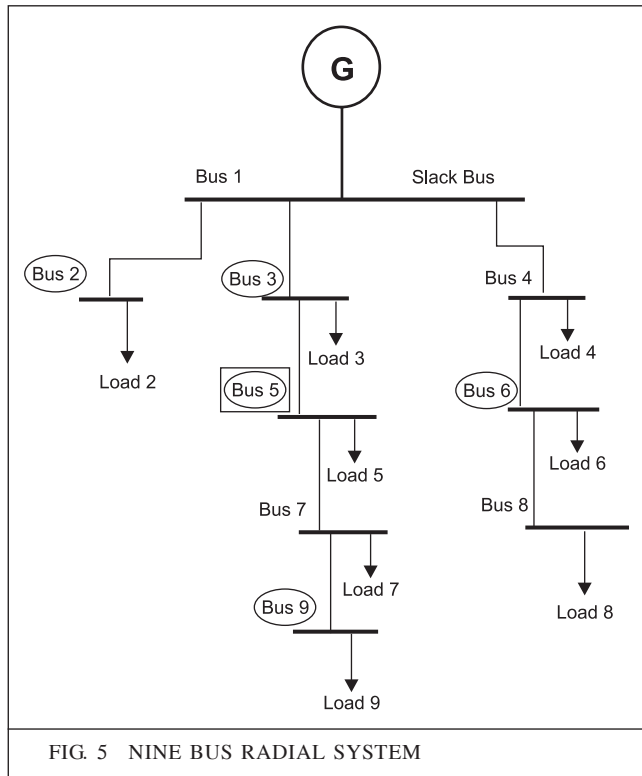 G
Bus 1
Slack Bus
Bus 2
Bus 3
Bus 4
Load 2
Load 3
Load 4
Bus 5
Bus 6
Load 5
Load 6
Bus 7
Bus 8
Load 7
Load 8
Bus 9
Load 9
FIG. 5 NINE BUS RADIAL SYSTEM